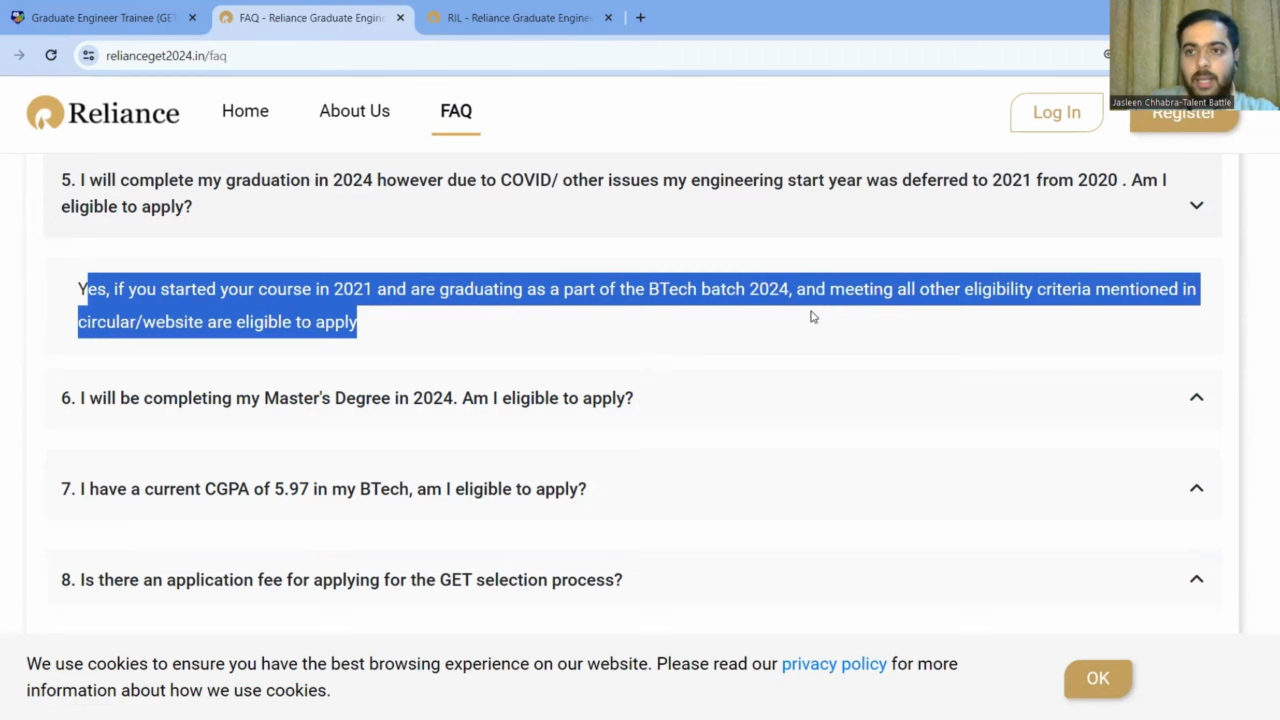 Graduate Engineer Trainee (GET
FAQ - Reliance Graduate Engine
RIL - Reliance Graduate Enginee
relianceget2024.in/faq
Jasleen Chhabra-Talent Battle
Reliance
Home
About Us
FAQ
Log In
Register
5. I will complete my graduation in 2024 however due to COVID/ other issues my engineering start year was deferred to 2021 from 2020 . Am I
eligible to apply?
Yes, if you started your course in 2021 and are graduating as a part of the BTech batch 2024, and meeting all other eligibility criteria mentioned in
circular/website are eligible to apply
6. I will be completing my Master's Degree in 2024. Am I eligible to apply?
7. I have a current CGPA of 5.97 in my BTech, am I eligible to apply?
8. Is there an application fee for applying for the GET selection process?
We use cookies to ensure you have the best browsing experience on our website. Please read our privacy policy for more
information about how we use cookies.
OK